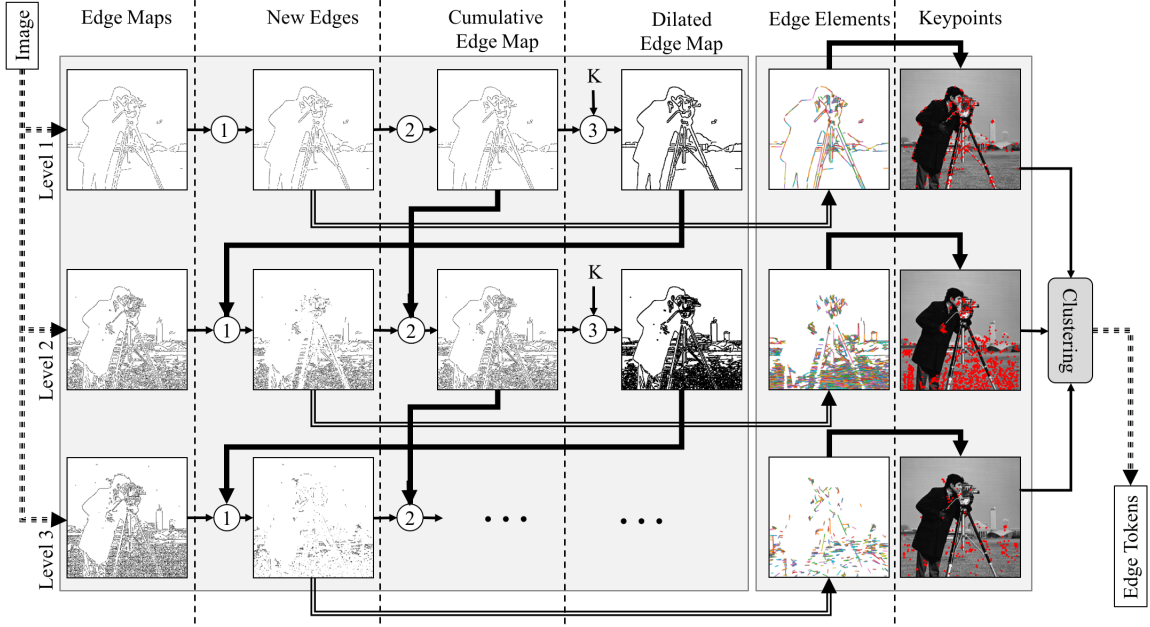 Image
Edge Maps
New Edges
Cumulative
Edge Map
Dilated
Edge Map
Edge Elements
Keypoints
Level 1
1
2
K
3
Level 2
1
2
K
3
Clustering
Level 3
1
2
• • •
• • •
Edge Tokens